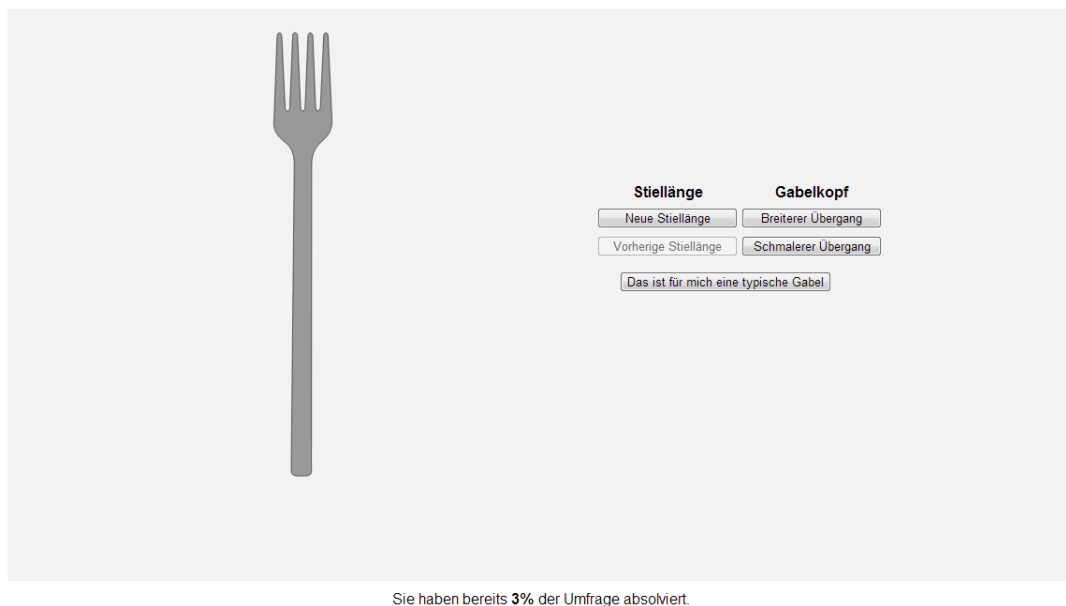 Stiellänge Gabelkopf
Neue Stiellänge Breiterer Übergang
Vorherige Stiellänge Schmalerer Übergang
Das ist für mich eine typische Gabel
Sie haben bereits 3% der Umfrage absolviert.